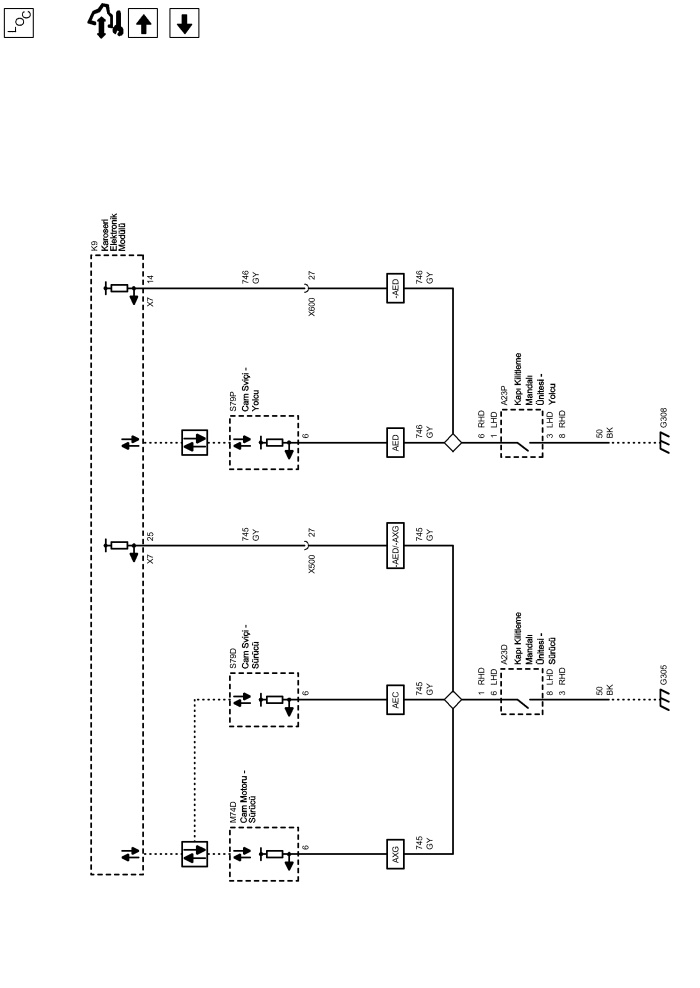 LOC
K9
Karoseri
Elektronik
Modülü
X7 14
746
GY
X600 27
-AED
746
GY
S79P
Cam Sviçi -
Yolcu
6
AED
746
GY
6 RHD
1 LHD
A23P
Kapı Kilitleme
Mandalı
Ünitesi -
Yolcu
3 LHD
8 RHD
50
BK
G308
X7 25
745
GY
X500 27
-AED/-AXG
745
GY
S79D
Cam Sviçi -
Sürücü
6
AEC
745
GY
1 RHD
6 LHD
A23D
Kapı Kilitleme
Mandalı
Ünitesi -
Sürücü
8 LHD
3 RHD
50
BK
G305
M74D
Cam Motoru -
Sürücü
6
AXG
745
GY